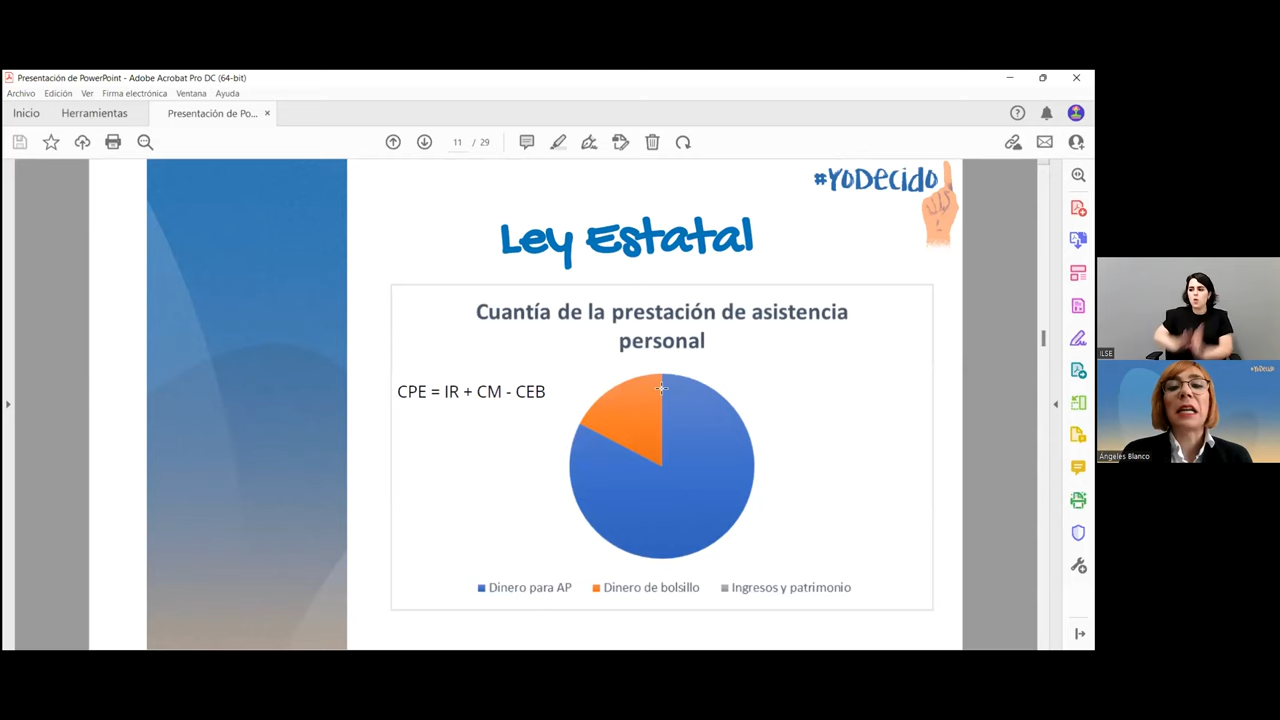 Presentación de PowerPoint - Adobe Acrobat Pro DC (64-bit)
Archivo Edición Ver Firma electrónica Ventana Ayuda
Inicio Herramientas Presentación de Po... ×
11 / 29
#YoDecido
Ley Estatal
Cuantía de la prestación de asistencia
personal
CPE = IR + CM - CEB
Dinero para AP Dinero de bolsillo Ingresos y patrimonio
ILSE
#YoDecido
Ángeles Blanco